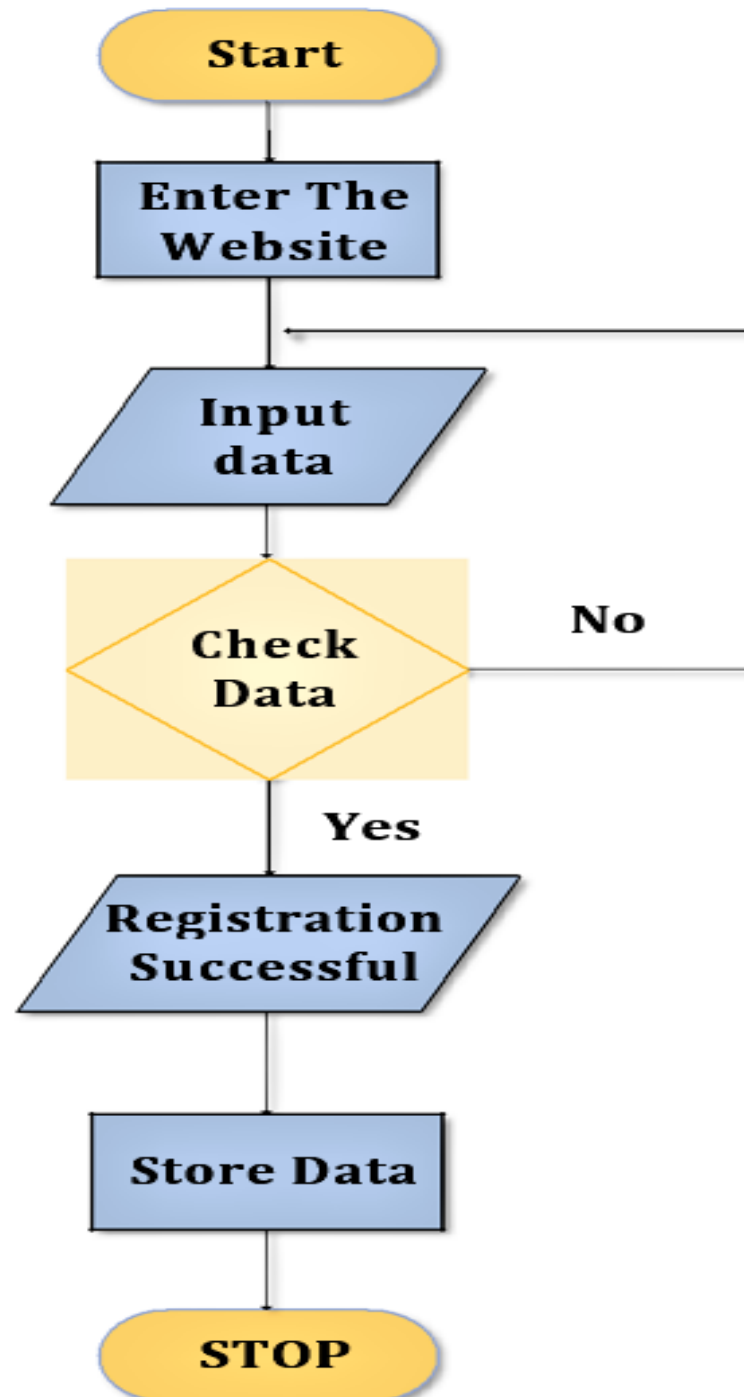 Start
Enter The
Website
Input
data
Check
Data
No
Yes
Registration
Successful
Store Data
STOP